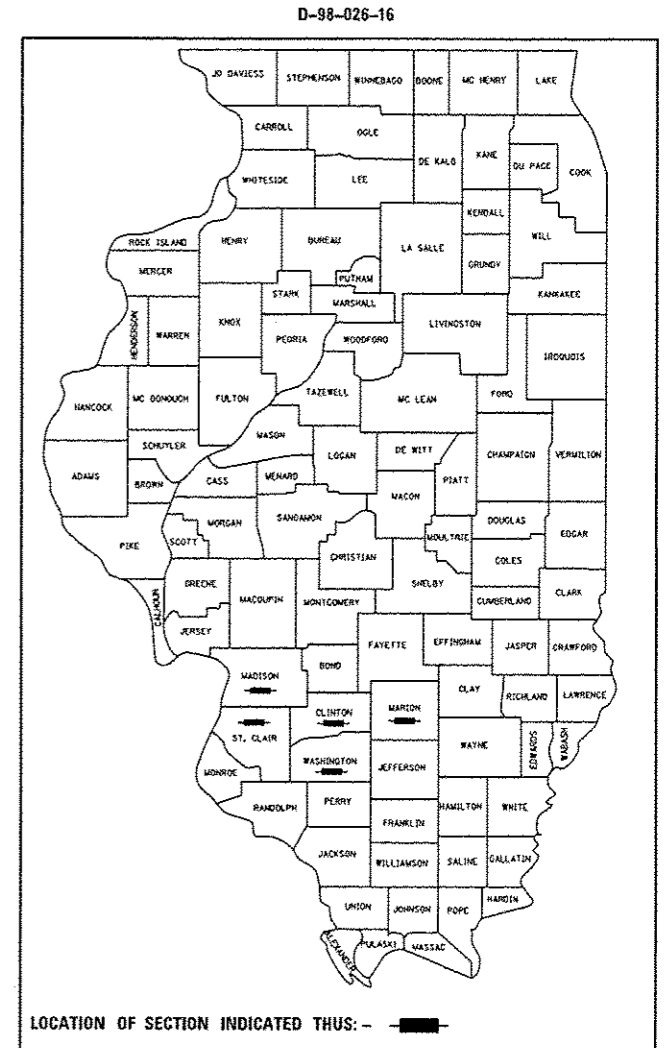 D-98-026-16
JO DAVIESS STEPHENSON WINNEBAGO BOONE MC HENRY LAKE
CARROLL OGLE DE KALB KANE DU PAGE COOK
WHITESIDE LEE
KENDALL WILL
ROCK ISLAND HENRY BUREAU LA SALLE
MERCER PUTNAM GRUNDY
STARK MARSHALL KANKAKEE
HENDERSON WARREN KNOX PEORIA WOODFORD LIVINGSTON
IROQUOIS
TAZEWELL MC LEAN FORD
HANCOCK MC DONOUGH FULTON
MASON
SCHUYLER LOGAN DE WITT CHAMPAIGN VERMILION
ADAMS BROWN CASS MENARD PIATT
MACON
MORGAN SANGAMON DOUGLAS
PIKE SCOTT MOULTRIE EDGAR
CHRISTIAN COLES
GREENE SHELBY
CALHOUN MACOUPIN MONTGOMERY CUMBERLAND CLARK
JERSEY FAYETTE EFFINGHAM JASPER CRAWFORD
BOND
MADISON CLAY
CLINTON MARION RICHLAND LAWRENCE
ST. CLAIR
WASHINGTON WAYNE EDWARDS WABASH
MONROE JEFFERSON
RANDOLPH PERRY HAMILTON WHITE
FRANKLIN
JACKSON WILLIAMSON SALINE GALLATIN
HARDIN
UNION JOHNSON POPE
ALEXANDER PULASKI MASSAC
LOCATION OF SECTION INDICATED THUS: -